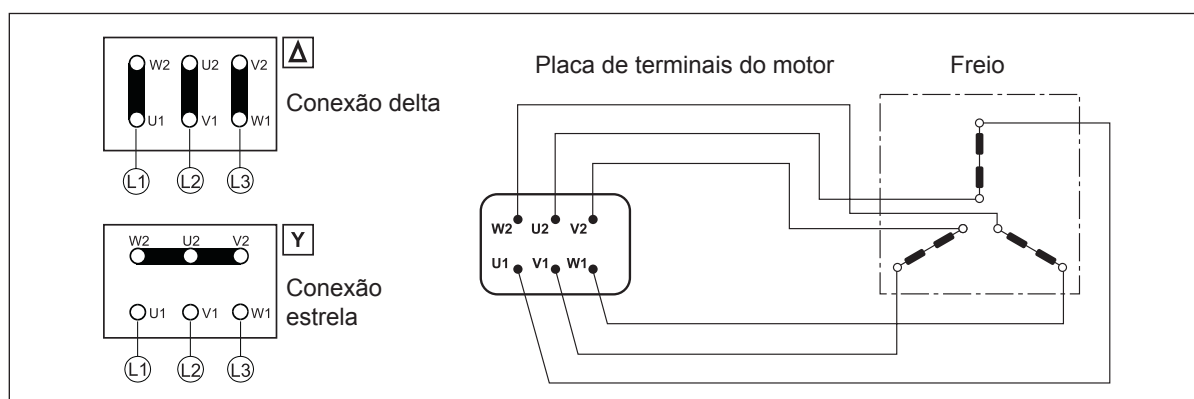 W2 U2 V2
Δ
Conexão delta
U1 V1 W1
L1 L2 L3
W2 U2 V2
Y
Conexão
estrela
U1 V1 W1
L1 L2 L3
Placa de terminais do motor
Freio
W2 U2 V2
U1 V1 W1